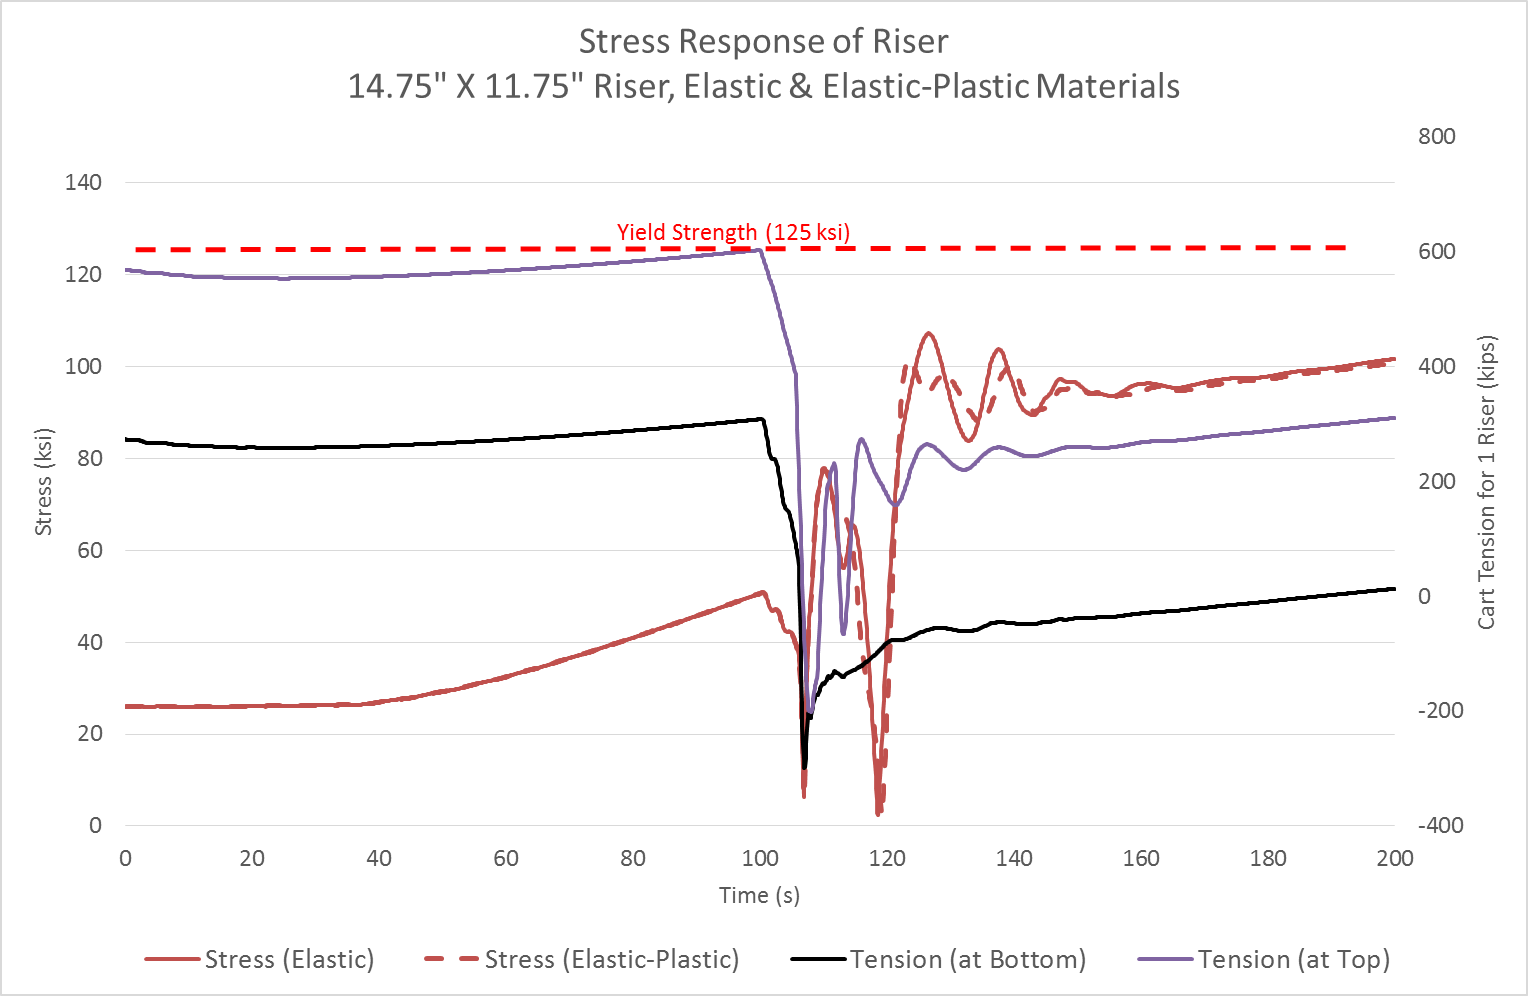 Stress Response of Riser
14.75" X 11.75" Riser, Elastic & Elastic-Plastic Materials
800
140
Yield Strength (125 ksi)
600
120
100
400
80
200
60
0
40
-200
20
0
-400
Stress (ksi)
Cart Tension for 1 Riser (kips)
0 20 40 60 80 100 120 140 160 180 200
Time (s)
Stress (Elastic) Stress (Elastic-Plastic) Tension (at Bottom) Tension (at Top)